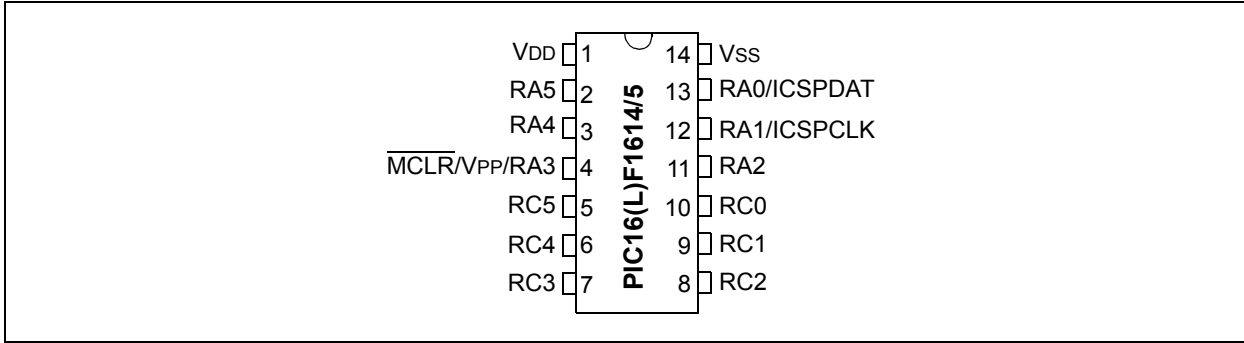 VDD 1 14 VSS
RA5 2 13 RA0/ICSPDAT
RA4 3 12 RA1/ICSPCLK
MCLR/VPP/RA3 4 11 RA2
RC5 5 10 RC0
RC4 6 9 RC1
RC3 7 8 RC2
PIC16(L)F1614/5